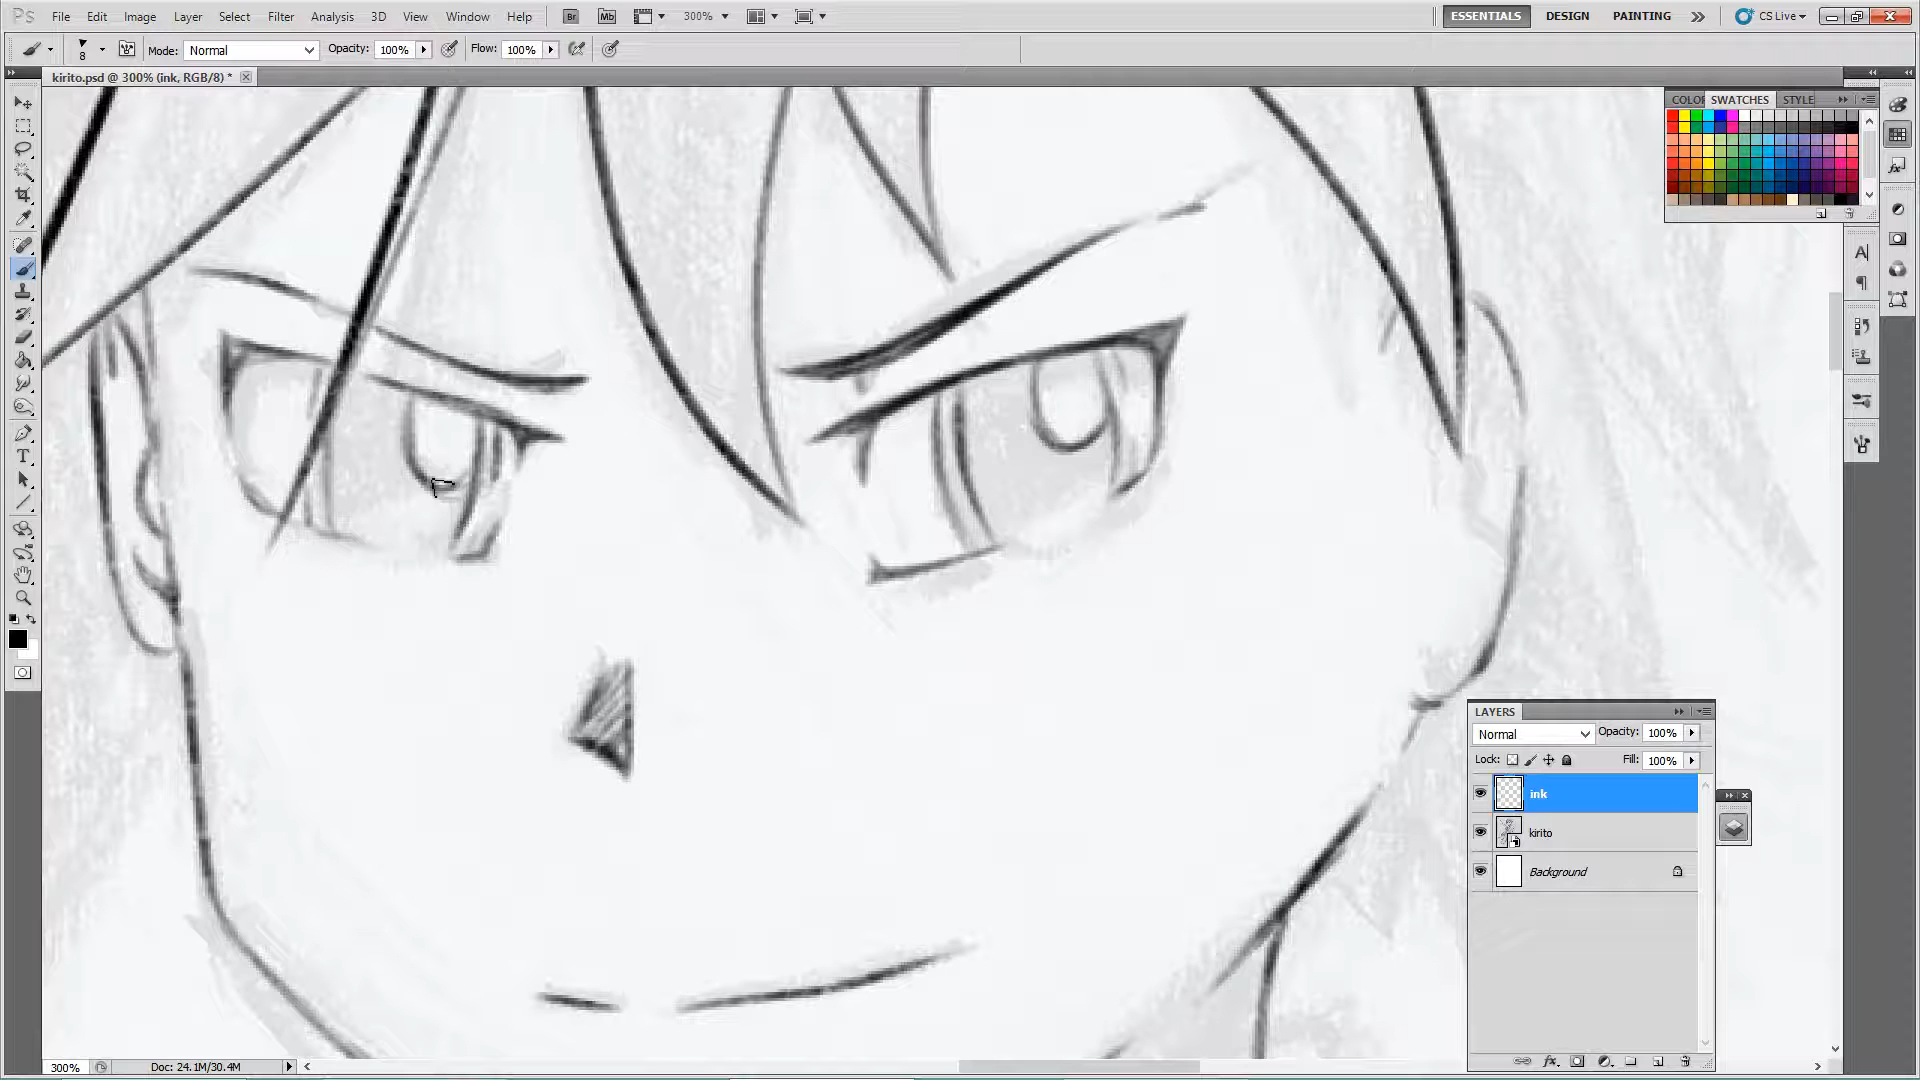 Ps File Edit Image Layer Select Filter Analysis 3D View Window Help Br Mb 300% ESSENTIALS DESIGN PAINTING CS Live
8 Mode: Normal Opacity: 100% Flow: 100%
kirito.psd @ 300% (ink, RGB/8) *
COLOR SWATCHES STYLE
LAYERS
Normal Opacity: 100%
Lock: Fill: 100%
ink
kirito
Background
300% Doc: 24.1M/30.4M